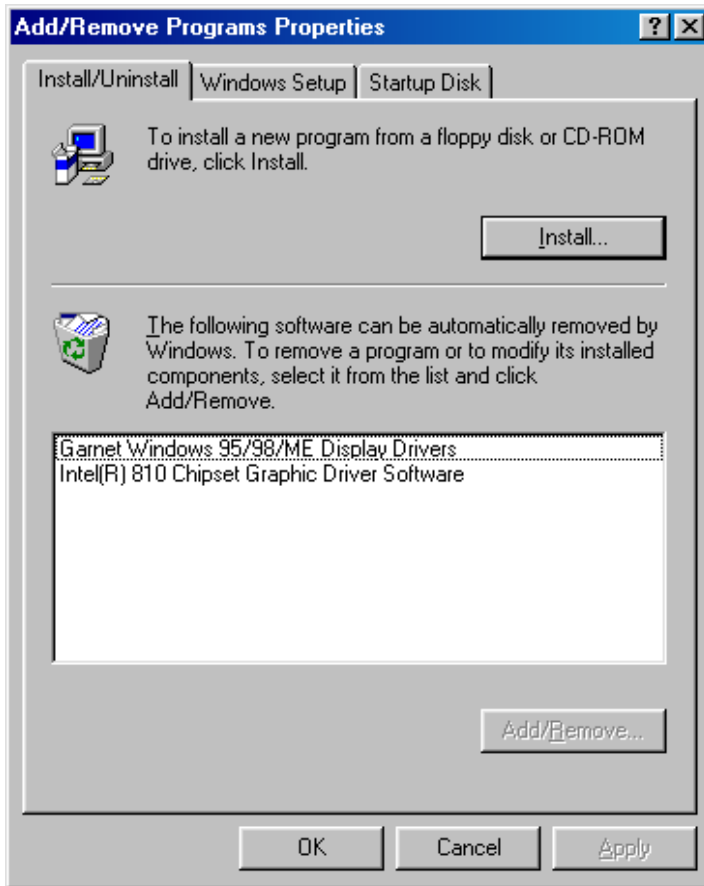 Add/Remove Programs Properties
Install/Uninstall
Windows Setup
Startup Disk
To install a new program from a floppy disk or CD-ROM
drive, click Install.
Install...
The following software can be automatically removed by
Windows. To remove a program or to modify its installed
components, select it from the list and click
Add/Remove.
Garnet Windows 95/98/ME Display Drivers
Intel(R) 810 Chipset Graphic Driver Software
Add/Remove...
OK
Cancel
Apply